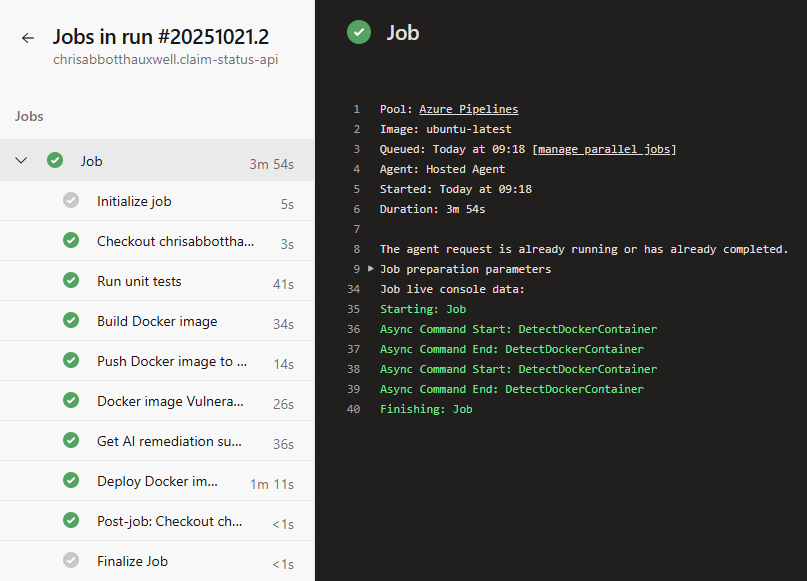 Jobs in run #20251021.2
chrisabbotthauxwell.claim-status-api
Jobs
Job 3m 54s
Initialize job 5s
Checkout chrisabbottha... 3s
Run unit tests 41s
Build Docker image 34s
Push Docker image to ... 14s
Docker image Vulnera... 26s
Get AI remediation su... 36s
Deploy Docker im... 1m 11s
Post-job: Checkout ch... <1s
Finalize Job <1s
Job
1 Pool: Azure Pipelines
2 Image: ubuntu-latest
3 Queued: Today at 09:18 [manage parallel jobs]
4 Agent: Hosted Agent
5 Started: Today at 09:18
6 Duration: 3m 54s
7
8 The agent request is already running or has already completed.
9 Job preparation parameters
34 Job live console data:
35 Starting: Job
36 Async Command Start: DetectDockerContainer
37 Async Command End: DetectDockerContainer
38 Async Command Start: DetectDockerContainer
39 Async Command End: DetectDockerContainer
40 Finishing: Job